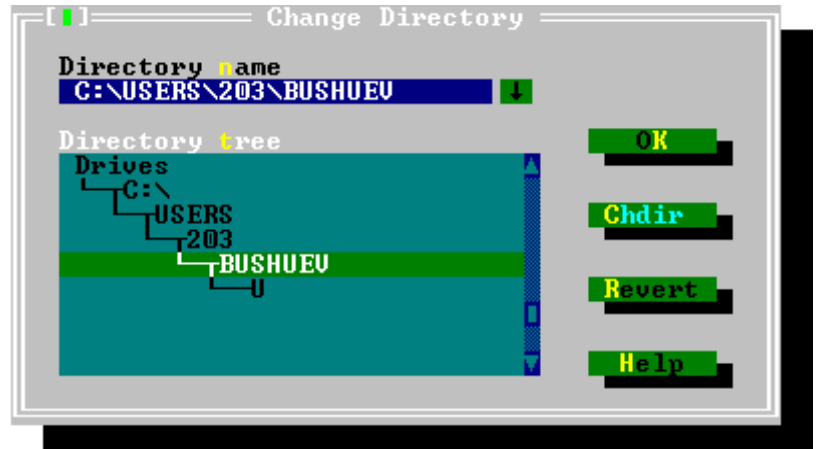 Change Directory
Directory name
C:\USERS\203\BUSHUEV
Directory tree
OK
Drives
C:\
USERS
Chdir
203
BUSHUEV
U
Revert
Help